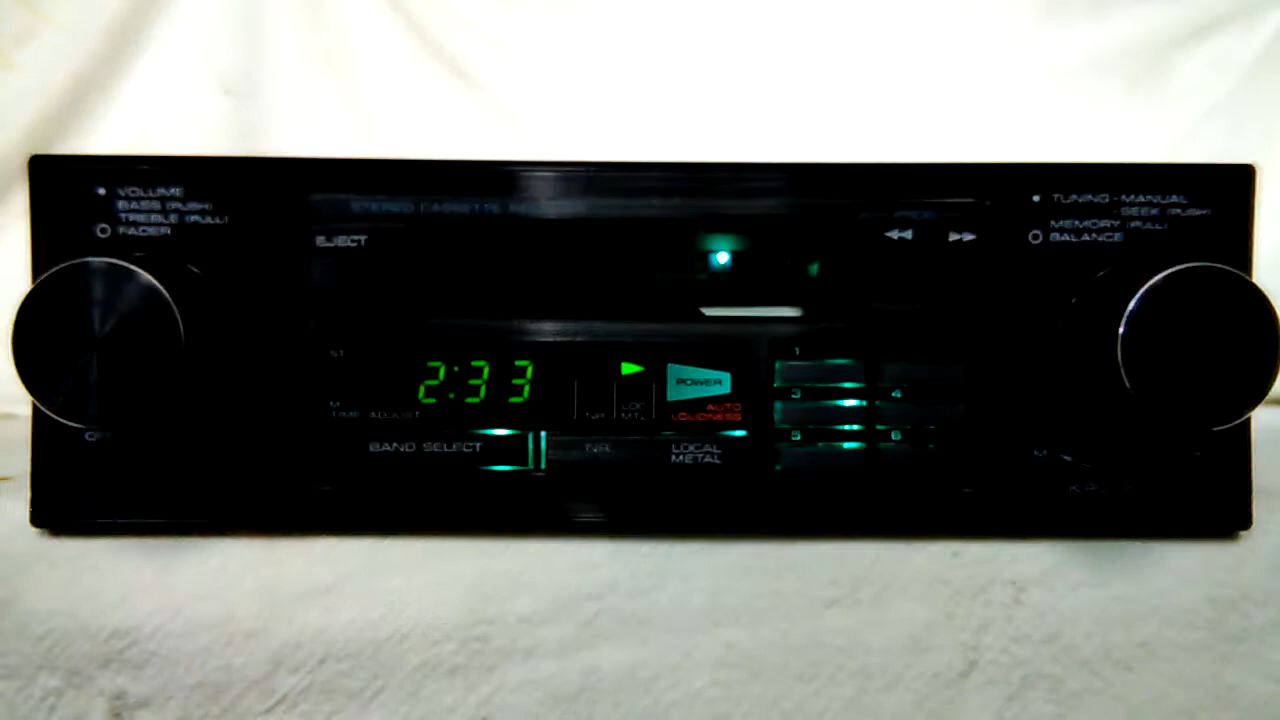 VOLUME
BASS (PUSH)
TREBLE (PULL)
FADER
STEREO CASSETTE
EJECT
TUNING - MANUAL
- SEEK (PUSH)
MEMORY (PULL)
BALANCE
ST
2:33
M
TIME ADJUST
NR
LOC
MTL
POWER
AUTO
LOUDNESS
BAND SELECT
NR
LOCAL
METAL
1
3
4
5
6
M